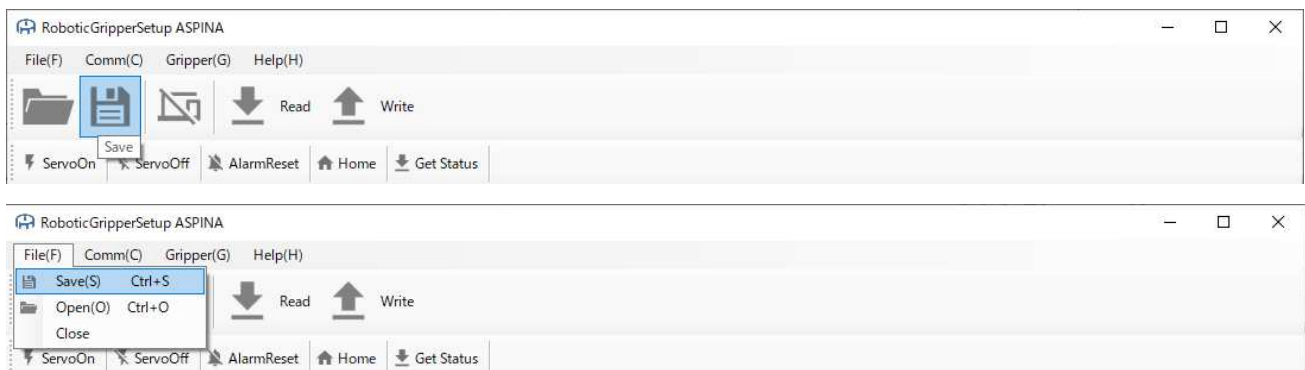 RoboticGripperSetup ASPINA
File(F) Comm(C) Gripper(G) Help(H)
Read Write
Save
ServoOn ServoOff AlarmReset Home Get Status
RoboticGripperSetup ASPINA
File(F) Comm(C) Gripper(G) Help(H)
Save(S) Ctrl+S
Read Write
Open(O) Ctrl+O
Close
ServoOn ServoOff AlarmReset Home Get Status